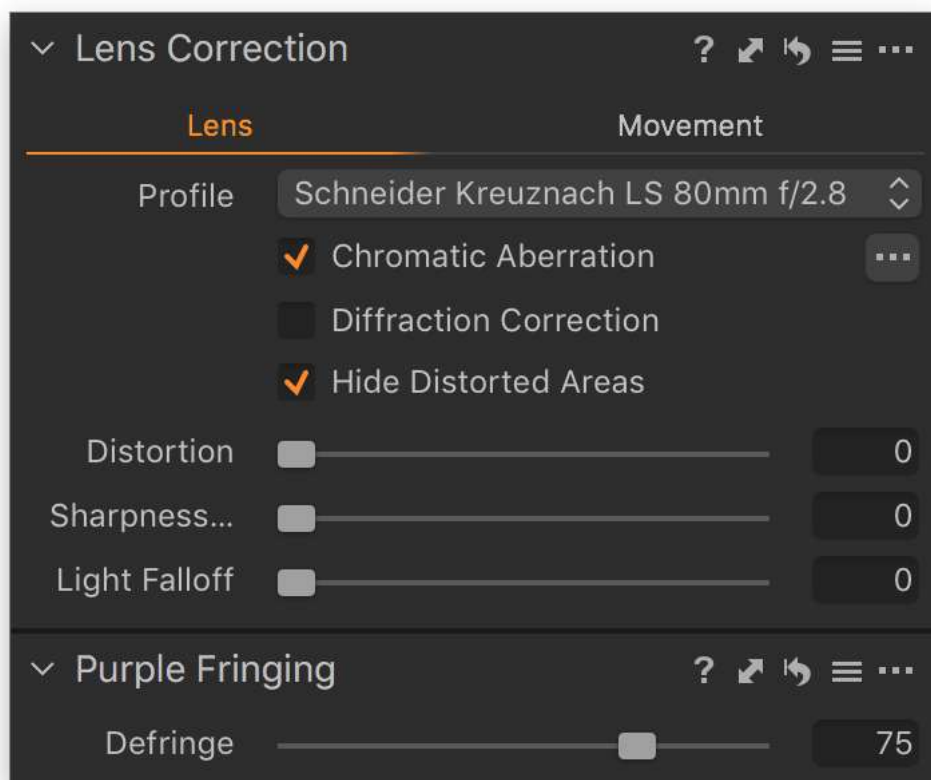 Lens Correction ?
Lens Movement
Profile Schneider Kreuznach LS 80mm f/2.8
Chromatic Aberration
Diffraction Correction
Hide Distorted Areas
Distortion 0
Sharpness... 0
Light Falloff 0
Purple Fringing ?
Defringe 75